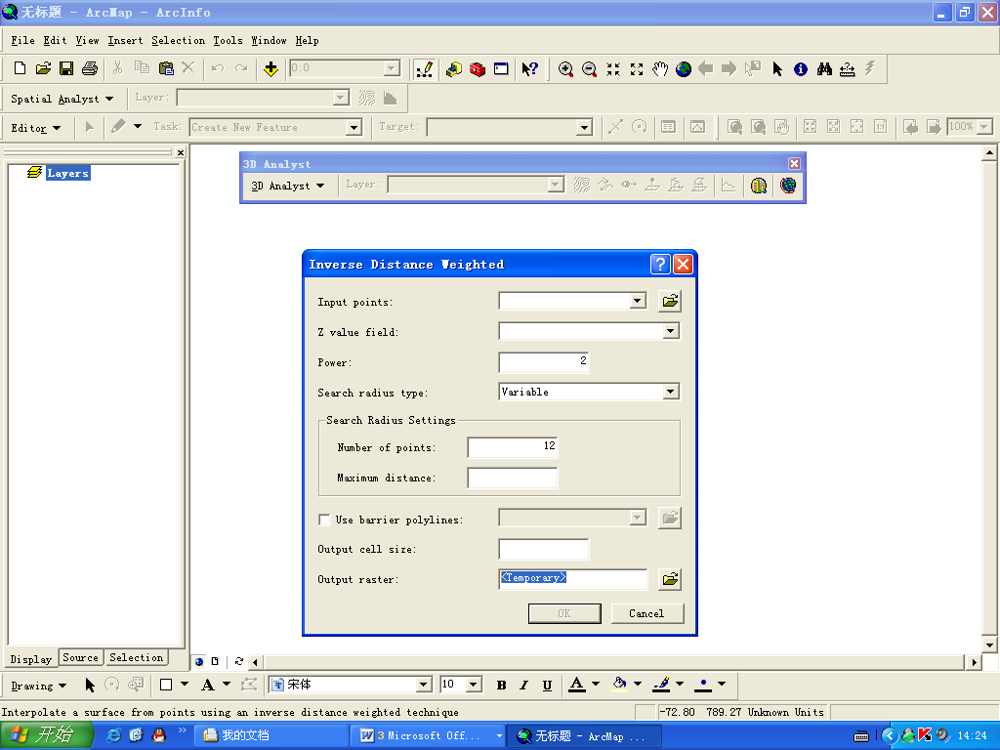 无标题 - ArcMap - ArcInfo
File Edit View Insert Selection Tools Window Help
0:0
Spatial Analyst Layer:
Editor Task: Create New Feature Target: 1:1 100%
Layers
3D Analyst
3D Analyst Layer:
Inverse Distance Weighted
Input points:
Z value field:
Power: 2
Search radius type: Variable
Search Radius Settings
Number of points: 12
Maximum distance:
Use barrier polylines:
Output cell size:
Output raster: <Temporary>
OK Cancel
Display Source Selection
Drawing A 宋体 10 B I U A
Interpolate a surface from points using an inverse distance weighted technique -72.80 789.27 Unknown Units
开始 我的文档 3 Microsoft Off... 无标题 - ArcMap ... 14:24